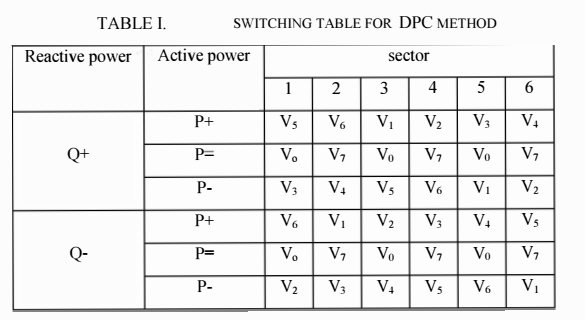 TABLE I. SWITCHING TABLE FOR DPC METHOD
Reactive power Active power sector
1 2 3 4 5 6
Q+ P+ V₅ V₆ V₁ V₂ V₃ V₄
P= Vₒ V₇ V₀ V₇ V₀ V₇
P- V₃ V₄ V₅ V₆ V₁ V₂
Q- P+ V₆ V₁ V₂ V₃ V₄ V₅
P= Vₒ V₇ V₀ V₇ V₀ V₇
P- V₂ V₃ V₄ V₅ V₆ V₁